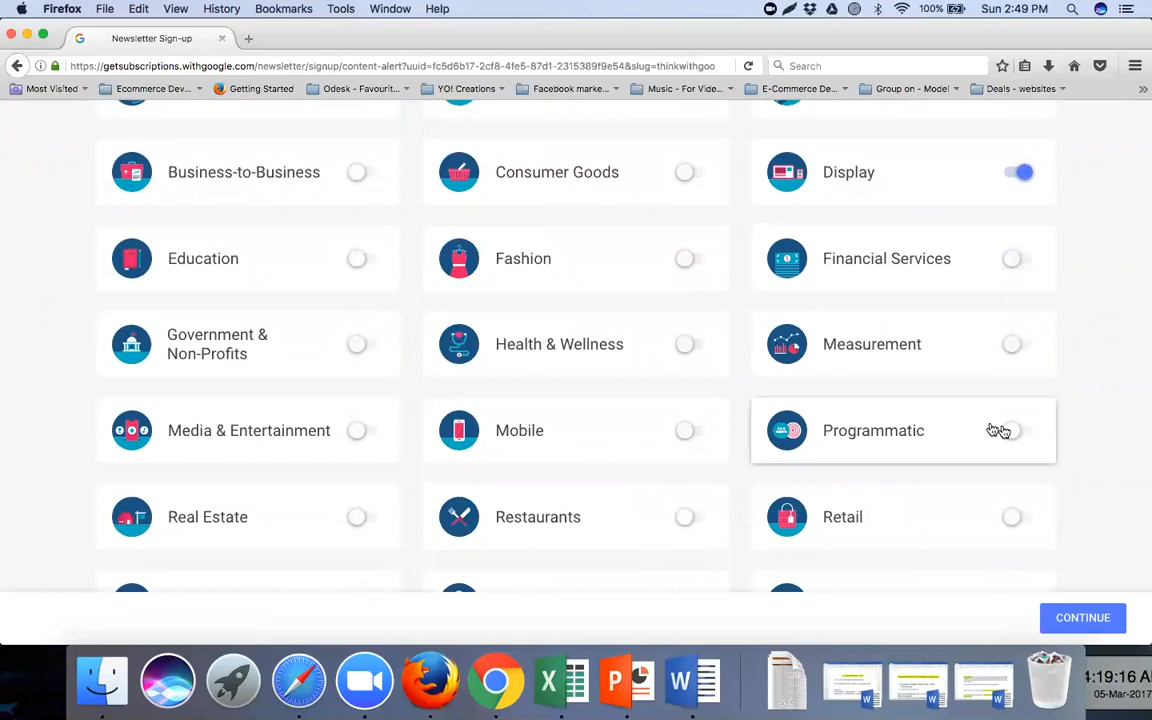 Firefox File Edit View History Bookmarks Tools Window Help 100% Sun 2:49 PM
Newsletter Sign-up
https://getsubscriptions.withgoogle.com/newsletter/signup/content-alert?uuid=fc5d6b17-2cf8-4fe5-87d1-2315389f9e54&slug=thinkwithgoo Search
Most Visited Ecommerce Dev... Getting Started Odesk - Favourit... YO! Creations Facebook marke... Music - For Vide... E-Commerce De... Group on - Model Deals - websites
Business-to-Business Consumer Goods Display
Education Fashion Financial Services
Government &
Non-Profits Health & Wellness Measurement
Media & Entertainment Mobile Programmatic
Real Estate Restaurants Retail
CONTINUE
4:19:16 A
05-Mar-2017